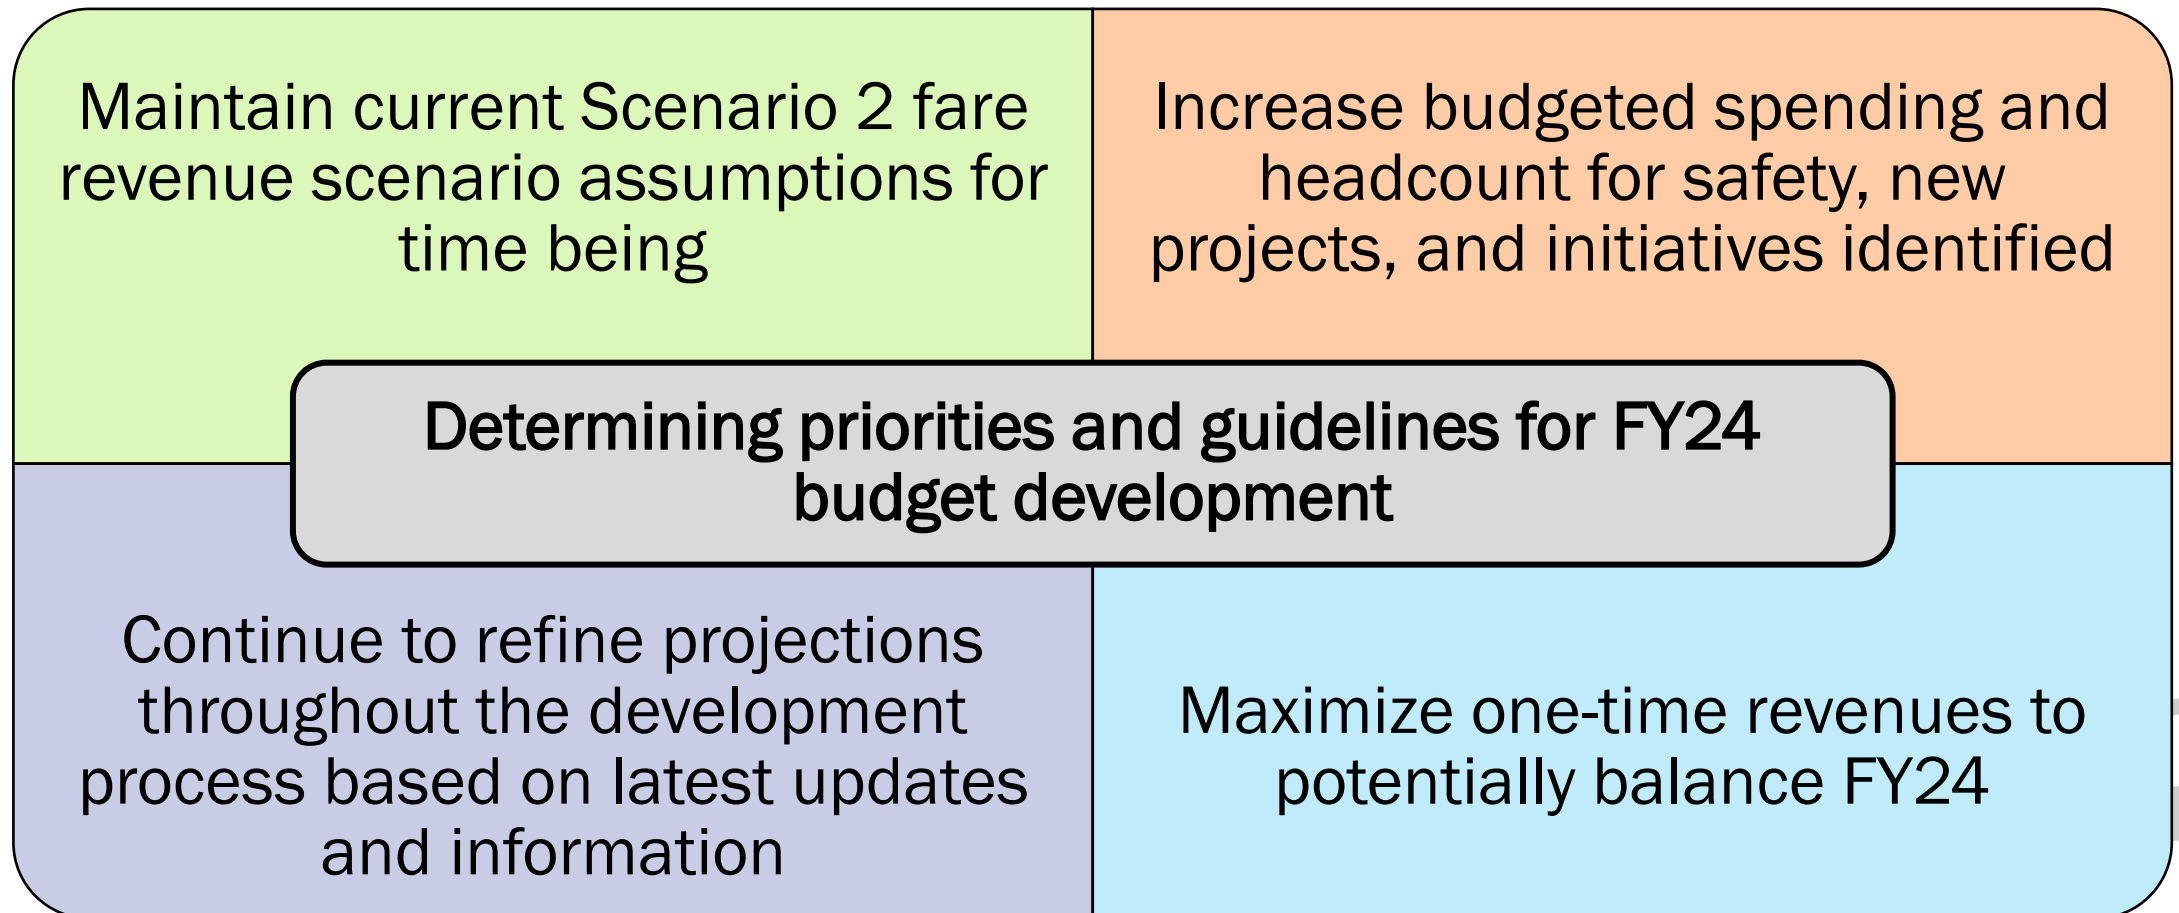 Maintain current Scenario 2 fare
revenue scenario assumptions for
time being
Increase budgeted spending and
headcount for safety, new
projects, and initiatives identified
Determining priorities and guidelines for FY24
budget development
Continue to refine projections
throughout the development
process based on latest updates
and information
Maximize one-time revenues to
potentially balance FY24